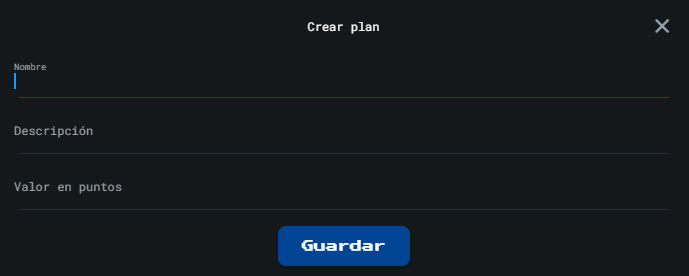 Crear plan
Nombre
Descripción
Valor en puntos
Guardar